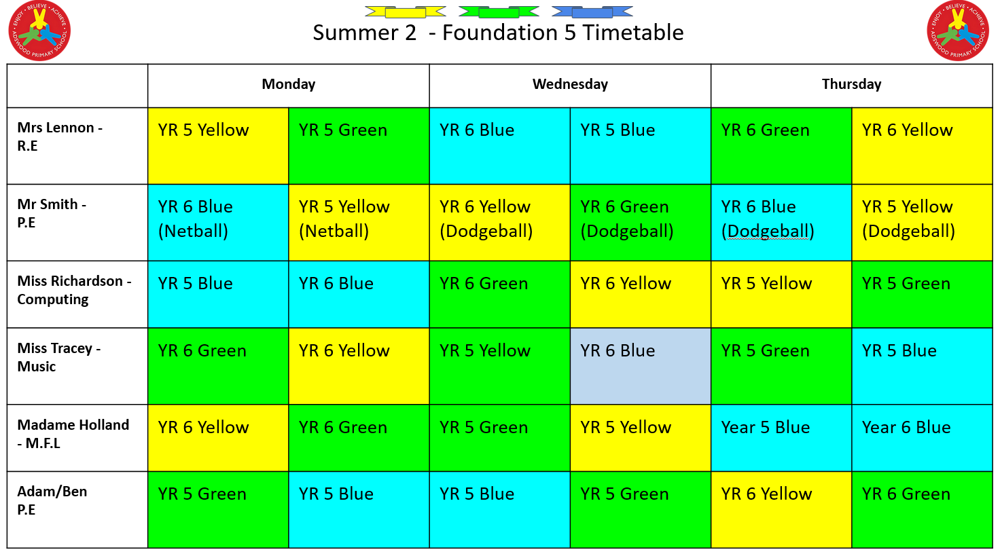 ENJOY • BELIEVE • ACHIEVE •
ADSWOOD PRIMARY SCHOOL
ENJOY • BELIEVE • ACHIEVE •
ADSWOOD PRIMARY SCHOOL
Summer 2 - Foundation 5 Timetable
Monday Wednesday Thursday
Mrs Lennon -
R.E
YR 5 Yellow YR 5 Green YR 6 Blue YR 5 Blue YR 6 Green YR 6 Yellow
Mr Smith -
P.E
YR 6 Blue
(Netball)
YR 5 Yellow
(Netball)
YR 6 Yellow
(Dodgeball)
YR 6 Green
(Dodgeball)
YR 6 Blue
(Dodgeball)
YR 5 Yellow
(Dodgeball)
Miss Richardson -
Computing
YR 5 Blue YR 6 Blue YR 6 Green YR 6 Yellow YR 5 Yellow YR 5 Green
Miss Tracey -
Music
YR 6 Green YR 6 Yellow YR 5 Yellow YR 6 Blue YR 5 Green YR 5 Blue
Madame Holland
- M.F.L
YR 6 Yellow YR 6 Green YR 5 Green YR 5 Yellow Year 5 Blue Year 6 Blue
Adam/Ben
P.E
YR 5 Green YR 5 Blue YR 5 Blue YR 5 Green YR 6 Yellow YR 6 Green